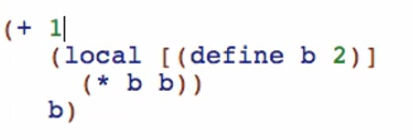 (+ 1
(local [(define b 2)]
(* b b))
b)